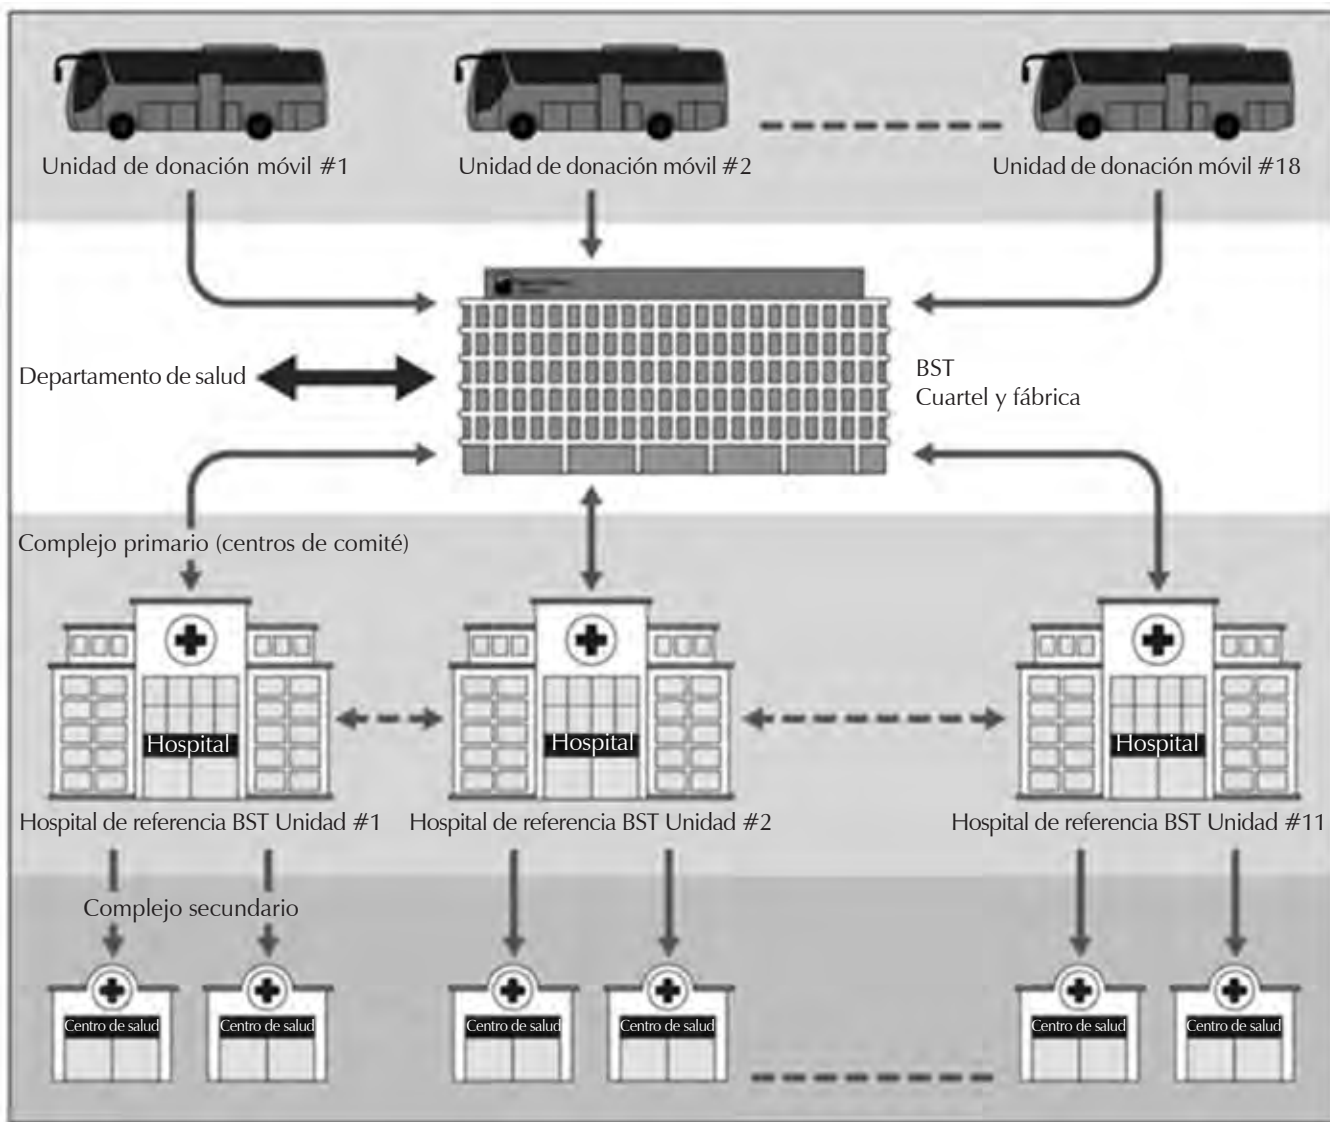 Unidad de donación móvil #1
Unidad de donación móvil #2
Unidad de donación móvil #18
Departamento de salud
BST
Cuartel y fábrica
Complejo primario (centros de comité)
Hospital
Hospital
Hospital
Hospital de referencia BST Unidad #1
Hospital de referencia BST Unidad #2
Hospital de referencia BST Unidad #11
Complejo secundario
Centro de salud
Centro de salud
Centro de salud
Centro de salud
Centro de salud
Centro de salud